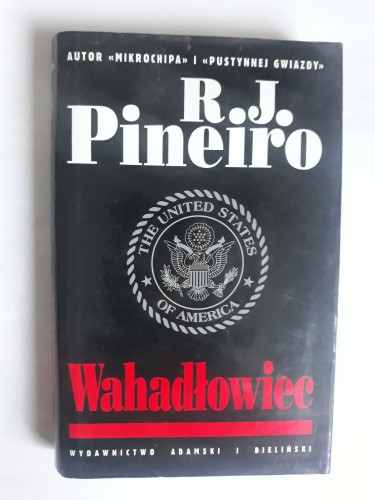 AUTOR «MIKROCHIPA» I «PUSTYNNEJ GWIAZDY»
R.J.
Pineiro
THE UNITED STATES
OF AMERICA
Wahadłowiec
WYDAWNICTWO ADAMSKI I BIELIŃSKI